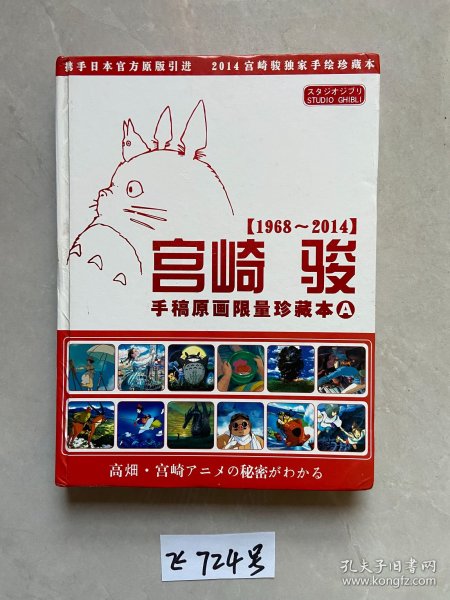 携手日本官方原版引进 2014宫崎骏独家手绘珍藏本
スタジオジブリ
STUDIO GHIBLI
【1968～2014】
宫崎 骏
手稿原画限量珍藏本A
高畑・宮崎アニメの秘密がわかる
724号
孔夫子旧书网
www.kongfz.com